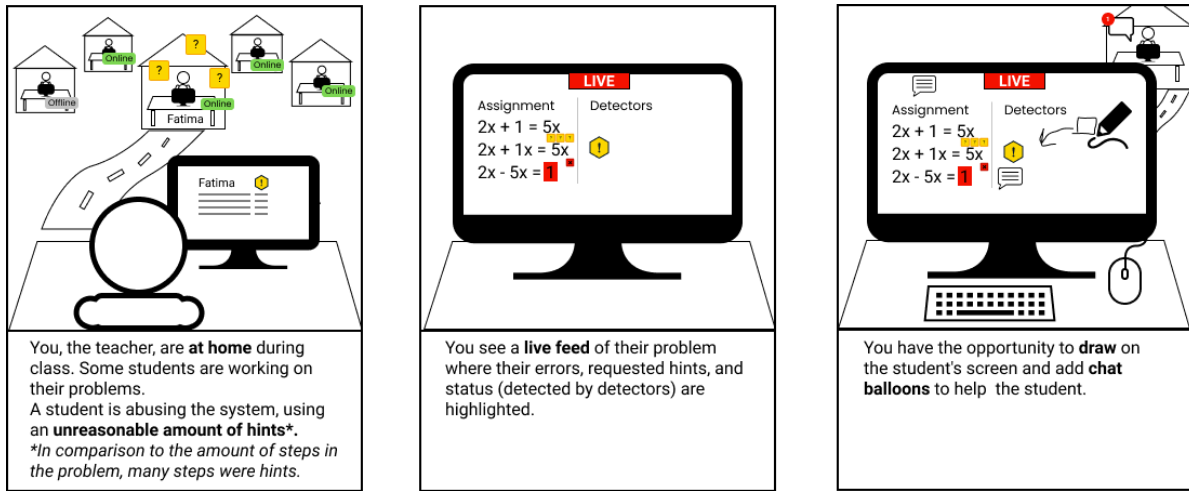 Online
Online
Online
Offline
Online
?
?
?
Fatima
Fatima
!
You, the teacher, are at home during
class. Some students are working on
their problems.
A student is abusing the system, using
an unreasonable amount of hints*.
*In comparison to the amount of steps in
the problem, many steps were hints.
LIVE
Assignment
Detectors
2x + 1 = 5x
? ? ?
2x + 1x = 5x
!
2x - 5x = 1
You see a live feed of their problem
where their errors, requested hints, and
status (detected by detectors) are
highlighted.
!
LIVE
Assignment
Detectors
2x + 1 = 5x
? ? ?
2x + 1x = 5x
!
2x - 5x = 1
You have the opportunity to draw on
the student's screen and add chat
balloons to help the student.